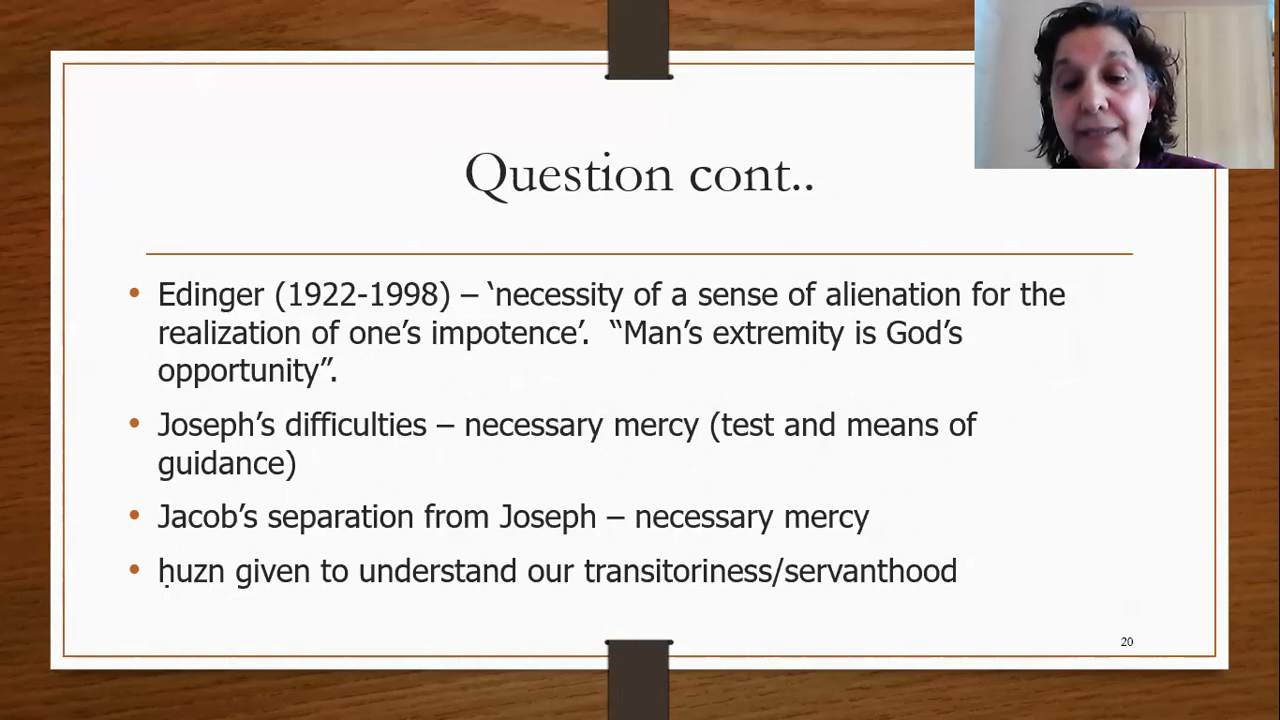 Question cont..
• Edinger (1922-1998) – ‘necessity of a sense of alienation for the
realization of one’s impotence’. “Man’s extremity is God’s
opportunity”.
• Joseph’s difficulties – necessary mercy (test and means of
guidance)
• Jacob’s separation from Joseph – necessary mercy
• ḥuzn given to understand our transitoriness/servanthood
20